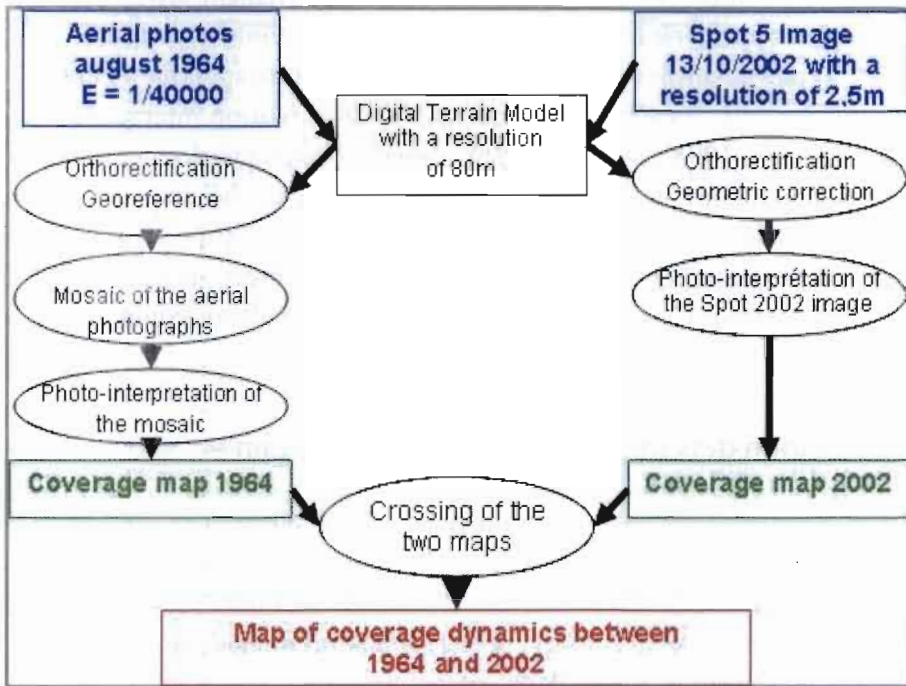 Aerial photos
august 1964
E = 1/40000
Spot 5 Image
13/10/2002 with a
resolution of 2.5m
Digital Terrain Model
with a resolution
of 80m
Orthorectification
Georeference
Orthorectification
Geometric correction
Mosaic of the aerial
photographs
Photo-interprétation of
the Spot 2002 image
Photo-interpretation of
the mosaic
Coverage map 1964
Coverage map 2002
Crossing of the
two maps
Map of coverage dynamics between
1964 and 2002